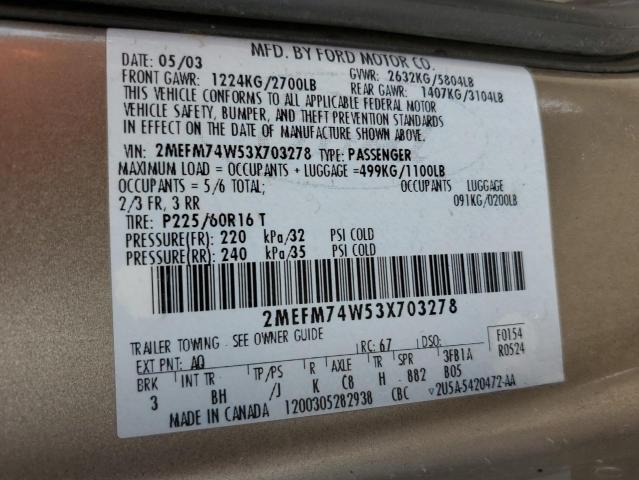 MFD. BY FORD MOTOR CO.
DATE: 05/03 GVWR: 2632KG/5804LB
FRONT GAWR: 1224KG/2700LB REAR GAWR: 1407KG/3104LB
THIS VEHICLE CONFORMS TO ALL APPLICABLE FEDERAL MOTOR
VEHICLE SAFETY, BUMPER, AND THEFT PREVENTION STANDARDS
IN EFFECT ON THE DATE OF MANUFACTURE SHOWN ABOVE.
VIN: 2MEFM74W53X703278 TYPE: PASSENGER
MAXIMUM LOAD = OCCUPANTS + LUGGAGE =499KG/1100LB
OCCUPANTS = 5/6 TOTAL; OCCUPANTS LUGGAGE
2/3 FR, 3 RR 091KG/0200LB
TIRE: P225/60R16 T
PRESSURE(FR): 220 kPa/32 PSI COLD
PRESSURE(RR): 240 kPa/35 PSI COLD
2MEFM74W53X703278
TRAILER TOWING - SEE OWNER GUIDE
F0154
EXT PNT: AQ RC: 67 DSO: R0524
BRK INT TR TP/PS R AXLE TR SPR 3FB1A
3 BH /J K C8 H 882 B05
MADE IN CANADA 1200305282938 CBC 2U5A-5420472-AA